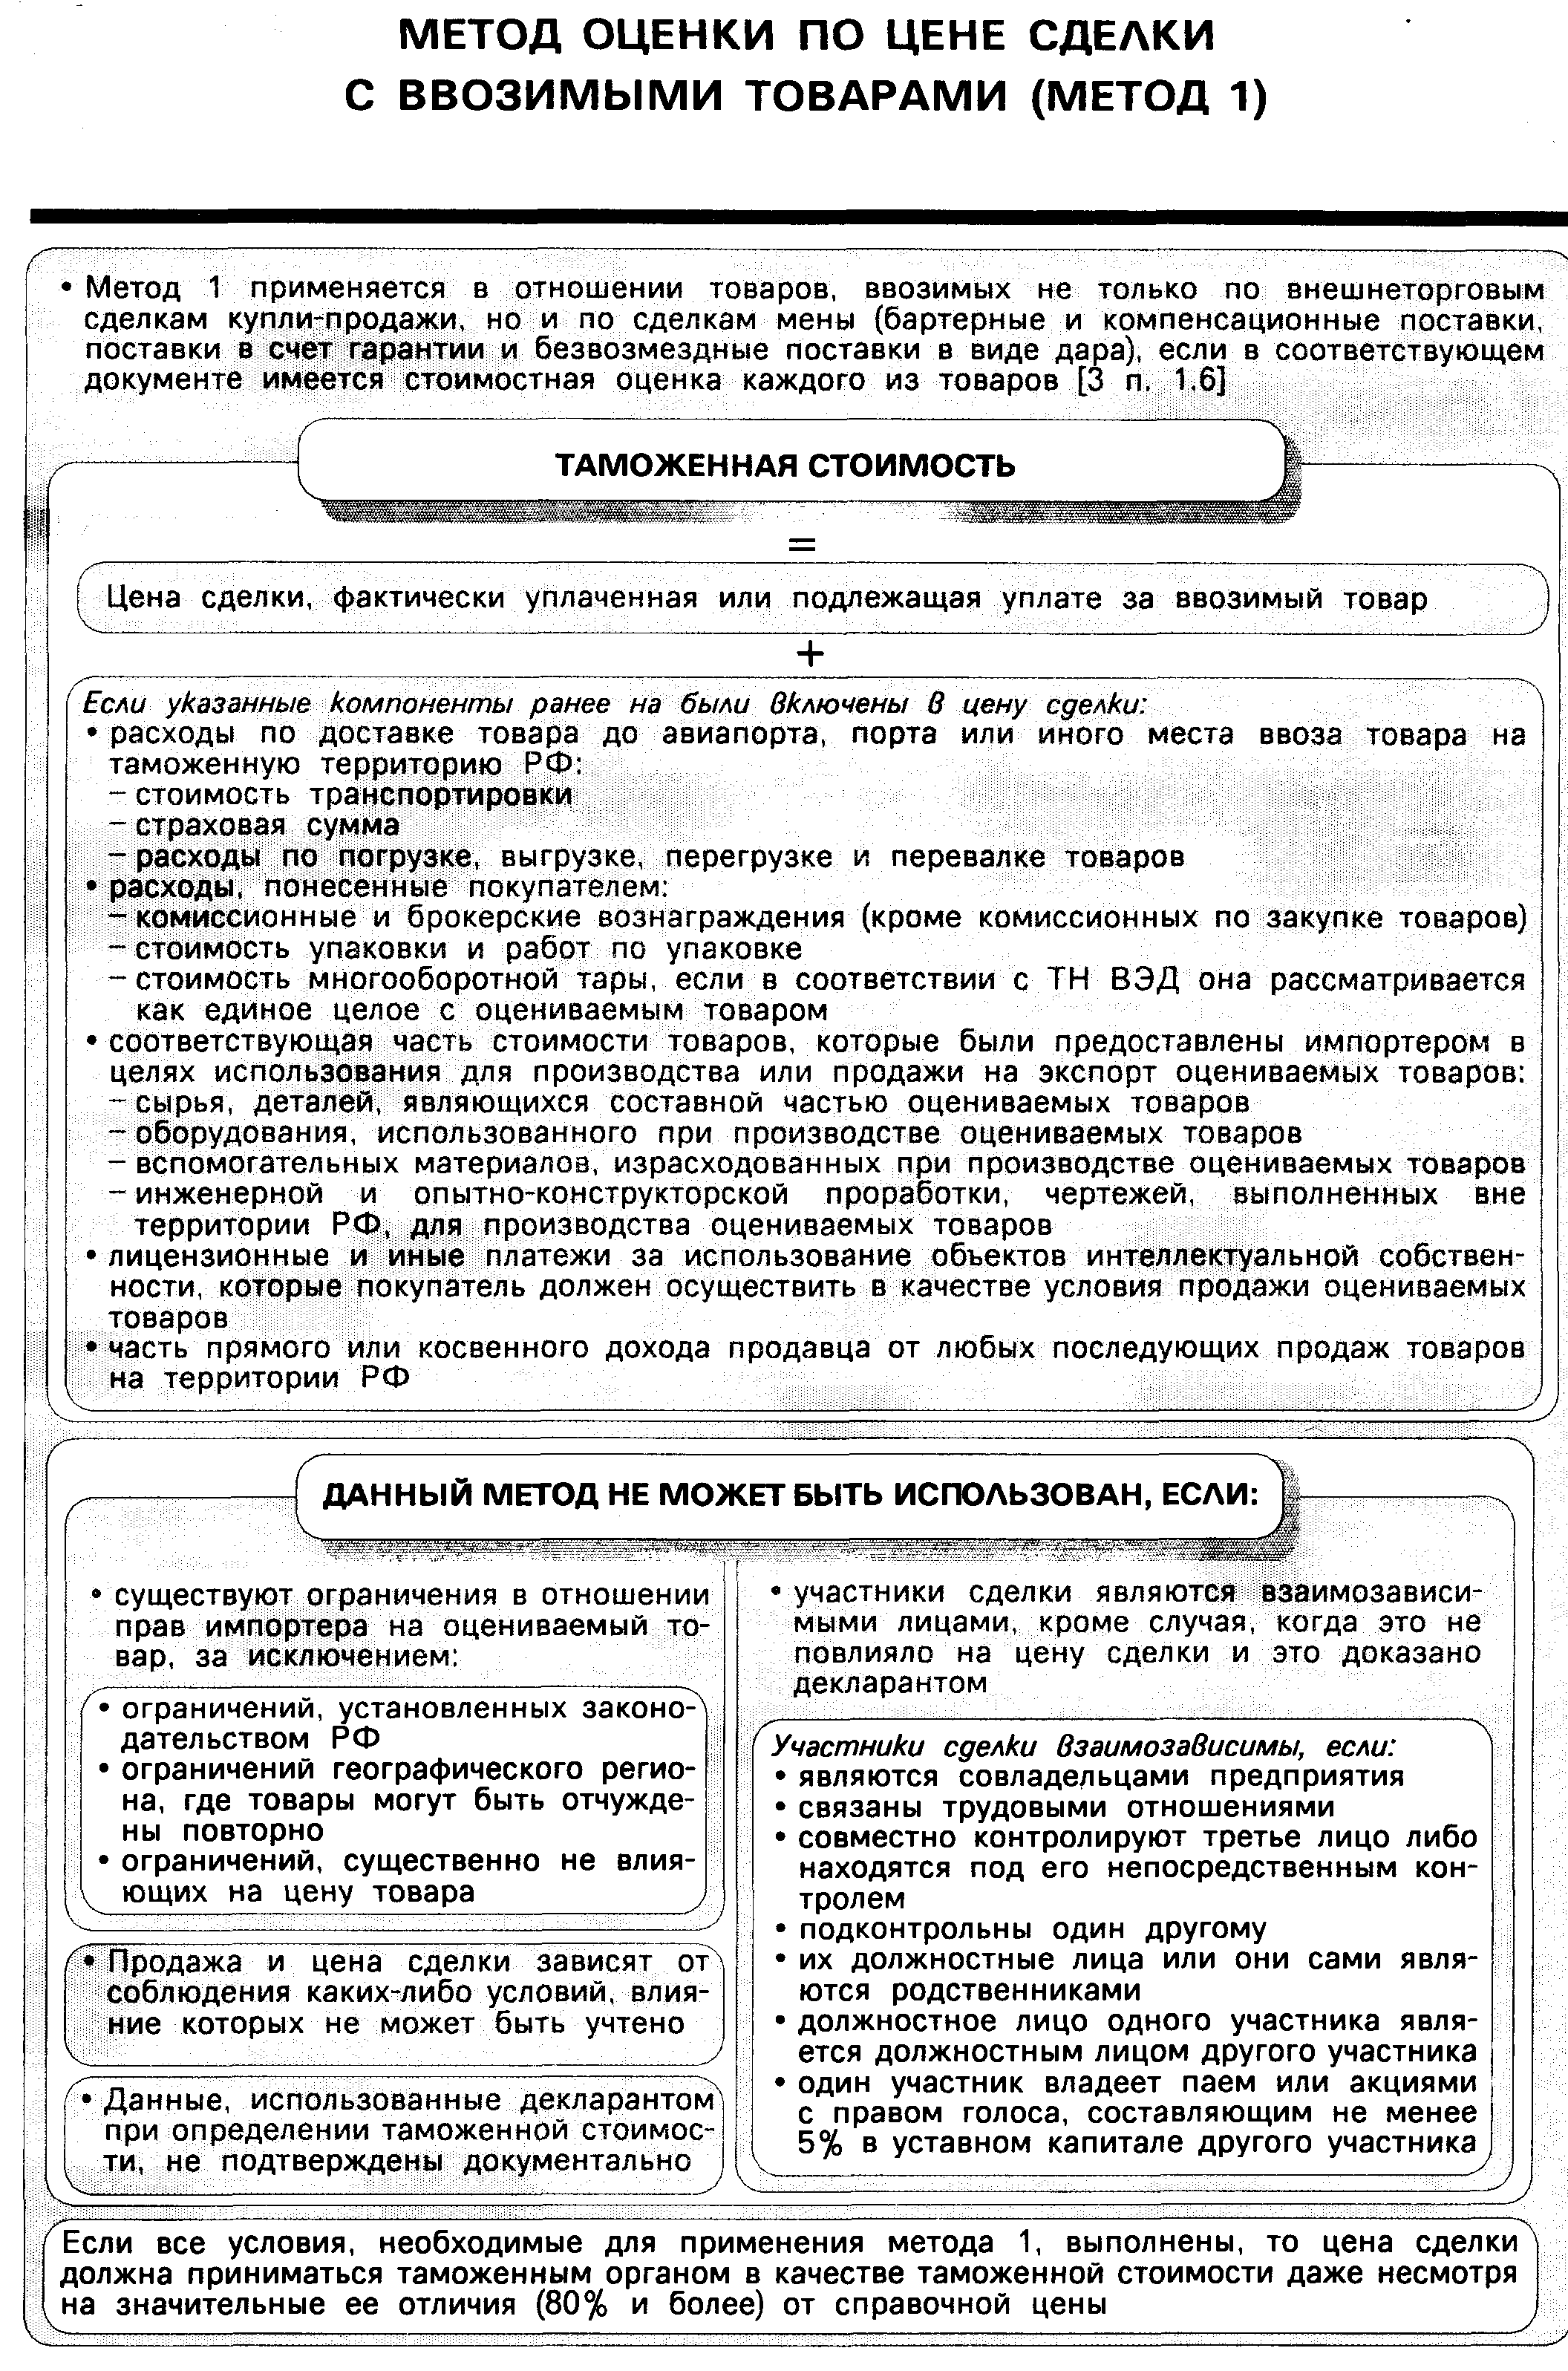 МЕТОД ОЦЕНКИ ПО ЦЕНЕ СДЕЛКИ
С ВВОЗИМЫМИ ТОВАРАМИ (МЕТОД 1)
• Метод 1 применяется в отношении товаров, ввозимых не только по внешнеторговым
сделкам купли-продажи, но и по сделкам мены (бартерные и компенсационные поставки,
поставки в счет гарантии и безвозмездные поставки в виде дара), если в соответствующем
документе имеется стоимостная оценка каждого из товаров [3 п. 1.6]
ТАМОЖЕННАЯ СТОИМОСТЬ
=
Цена сделки, фактически уплаченная или подлежащая уплате за ввозимый товар
+
Если указанные компоненты ранее на были включены в цену сделки:
• расходы по доставке товара до авиапорта, порта или иного места ввоза товара на
таможенную территорию РФ:
– стоимость транспортировки
– страховая сумма
– расходы по погрузке, выгрузке, перегрузке и перевалке товаров
• расходы, понесенные покупателем:
– комиссионные и брокерские вознаграждения (кроме комиссионных по закупке товаров)
– стоимость упаковки и работ по упаковке
– стоимость многооборотной тары, если в соответствии с ТН ВЭД она рассматривается
как единое целое с оцениваемым товаром
• соответствующая часть стоимости товаров, которые были предоставлены импортером в
целях использования для производства или продажи на экспорт оцениваемых товаров:
– сырья, деталей, являющихся составной частью оцениваемых товаров
– оборудования, использованного при производстве оцениваемых товаров
– вспомогательных материалов, израсходованных при производстве оцениваемых товаров
– инженерной и опытно-конструкторской проработки, чертежей, выполненных вне
территории РФ, для производства оцениваемых товаров
• лицензионные и иные платежи за использование объектов интеллектуальной собствен-
ности, которые покупатель должен осуществить в качестве условия продажи оцениваемых
товаров
• часть прямого или косвенного дохода продавца от любых последующих продаж товаров
на территории РФ
ДАННЫЙ МЕТОД НЕ МОЖЕТ БЫТЬ ИСПОЛЬЗОВАН, ЕСЛИ:
• существуют ограничения в отношении
прав импортера на оцениваемый то-
вар, за исключением:
• ограничений, установленных законо-
дательством РФ
• ограничений географического регио-
на, где товары могут быть отчужде-
ны повторно
• ограничений, существенно не влия-
ющих на цену товара
• Продажа и цена сделки зависят от
соблюдения каких-либо условий, влия-
ние которых не может быть учтено
• Данные, использованные декларантом
при определении таможенной стоимос-
ти, не подтверждены документально
• участники сделки являются взаимозависи-
мыми лицами, кроме случая, когда это не
повлияло на цену сделки и это доказано
декларантом
Участники сделки взаимозависимы, если:
• являются совладельцами предприятия
• связаны трудовыми отношениями
• совместно контролируют третье лицо либо
находятся под его непосредственным кон-
тролем
• подконтрольны один другому
• их должностные лица или они сами явля-
ются родственниками
• должностное лицо одного участника явля-
ется должностным лицом другого участника
• один участник владеет паем или акциями
с правом голоса, составляющим не менее
5% в уставном капитале другого участника
Если все условия, необходимые для применения метода 1, выполнены, то цена сделки
должна приниматься таможенным органом в качестве таможенной стоимости даже несмотря
на значительные ее отличия (80% и более) от справочной цены